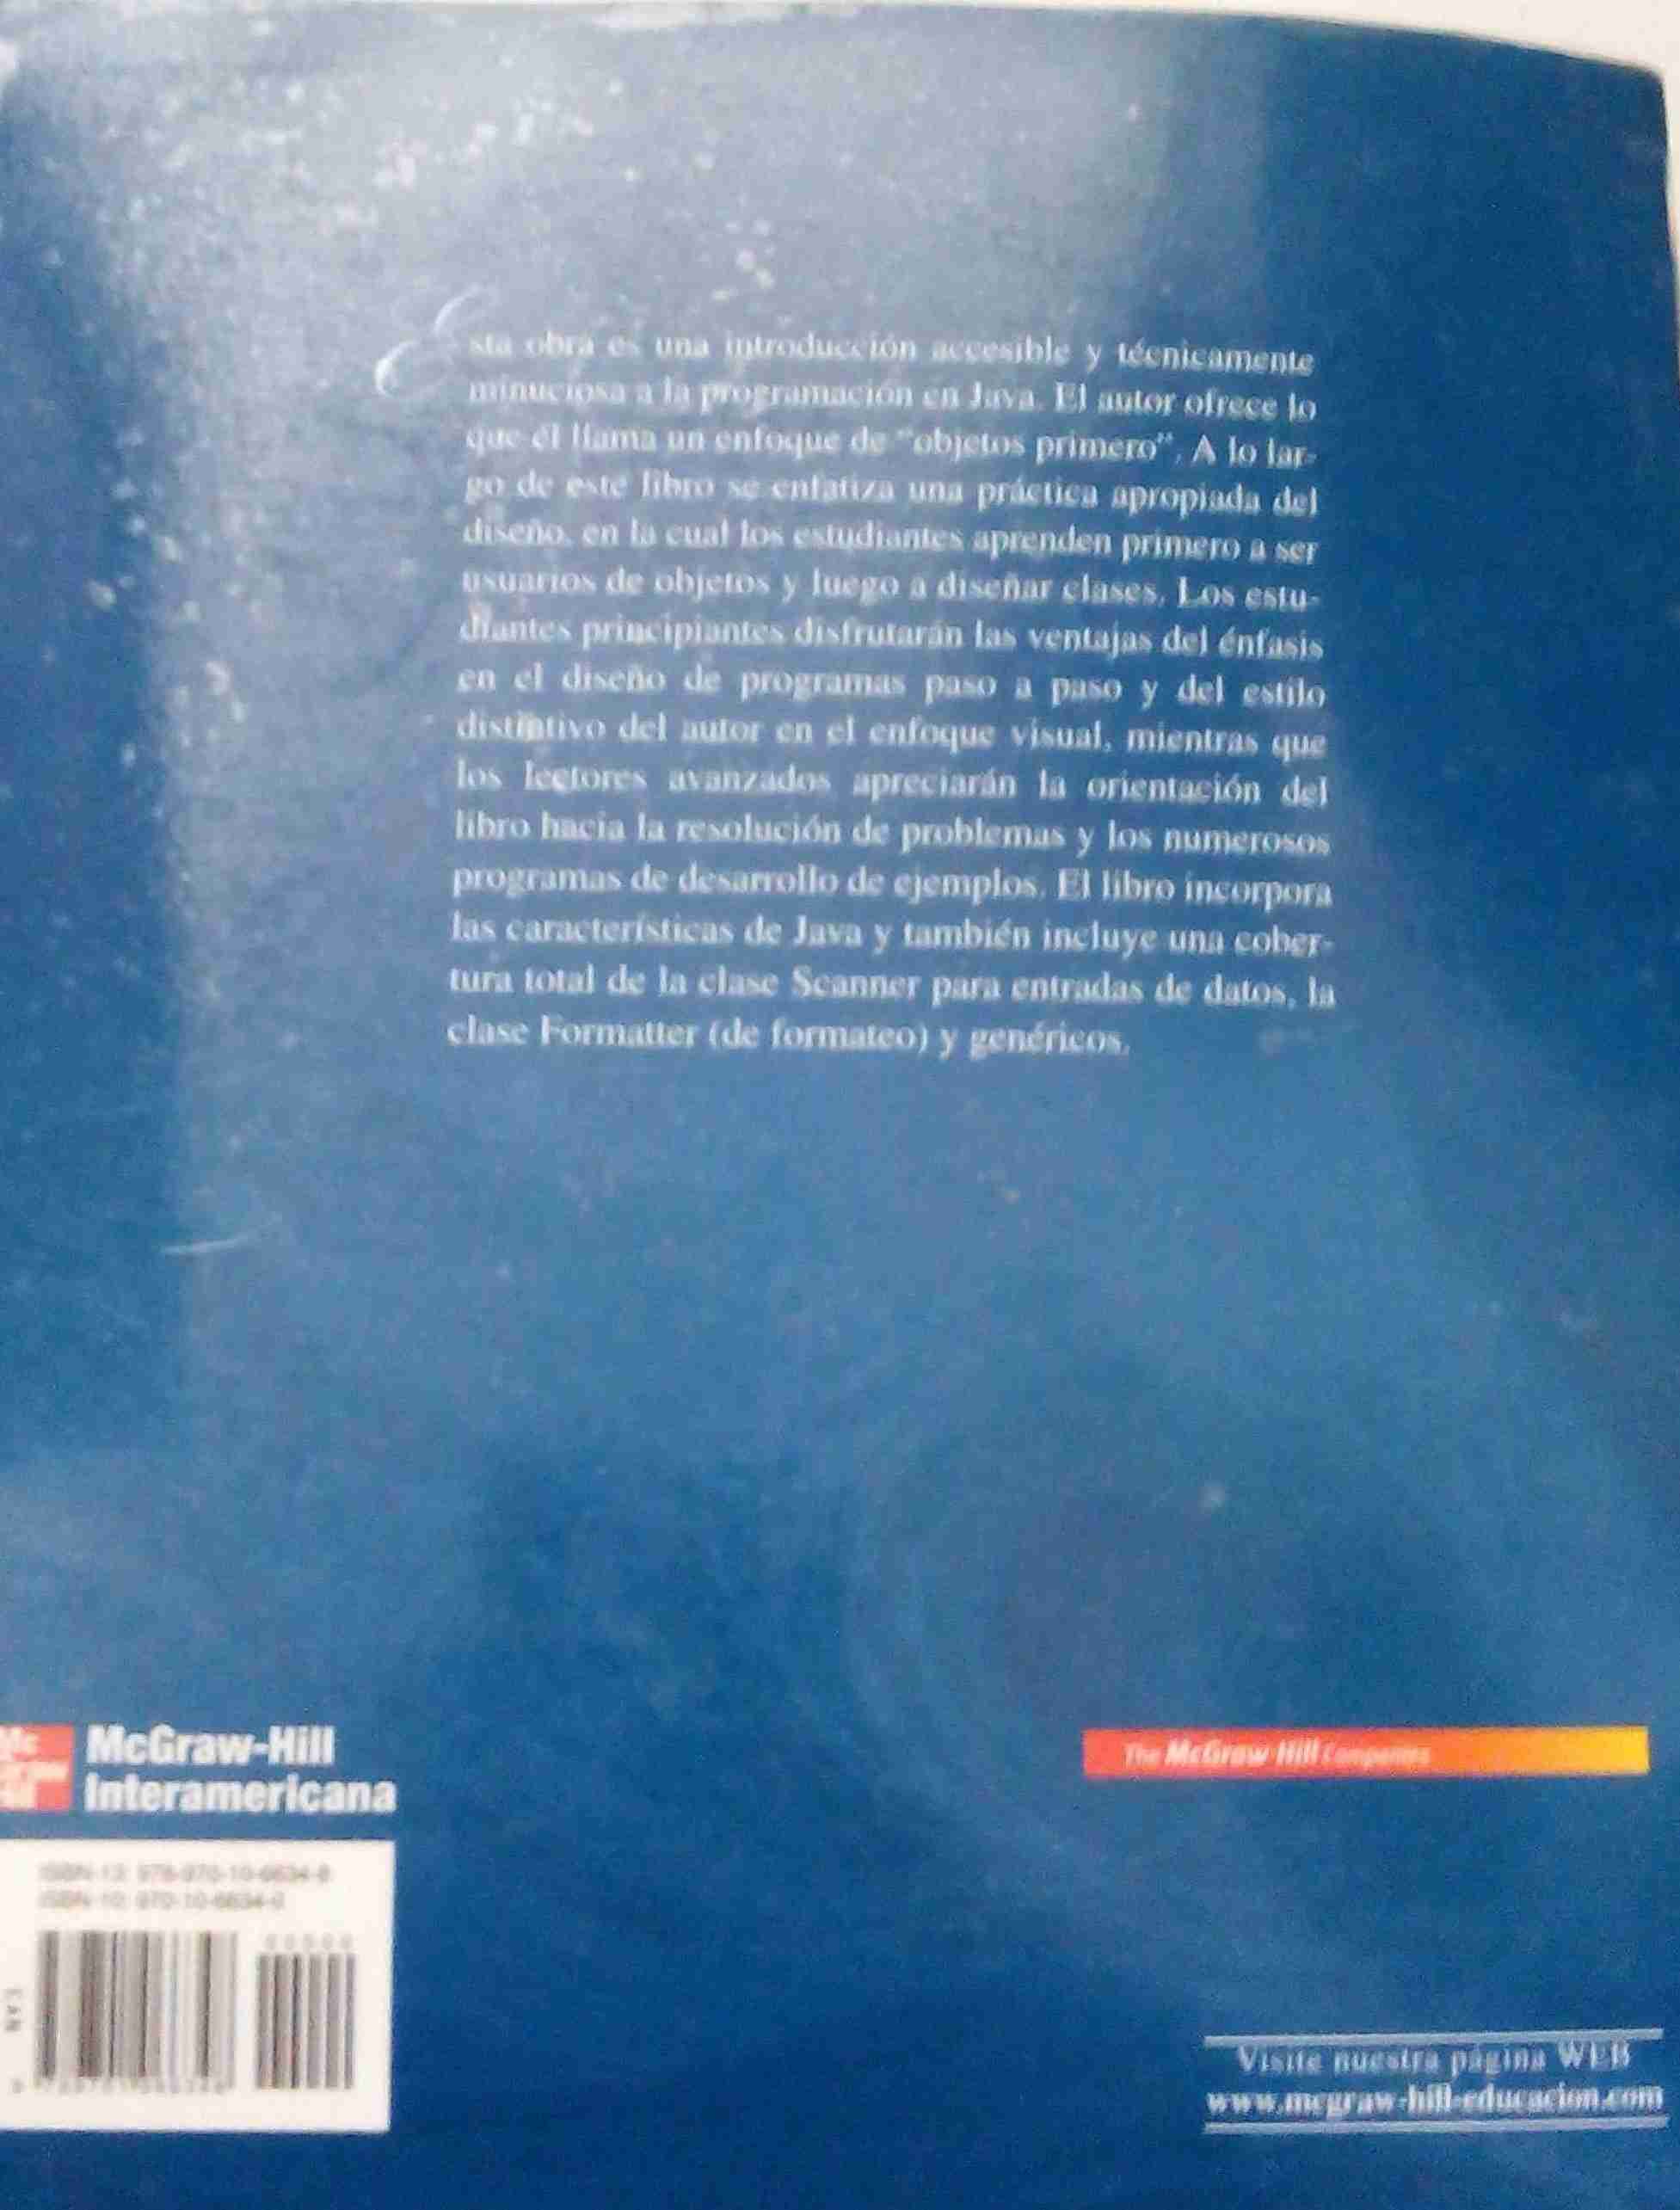 Esta obra es una introducción accesible y técnicamente
minuciosa a la programación en Java. El autor ofrece lo
que él llama un enfoque de "objetos primero". A lo lar-
go de este libro se enfatiza una práctica apropiada del
diseño, en la cual los estudiantes aprenden primero a ser
usuarios de objetos y luego a diseñar clases. Los estu-
diantes principiantes disfrutarán las ventajas del énfasis
en el diseño de programas paso a paso y del estilo
distintivo del autor en el enfoque visual, mientras que
los lectores avanzados apreciarán la orientación del
libro hacia la resolución de problemas y los numerosos
programas de desarrollo de ejemplos. El libro incorpora
las características de Java y también incluye una cober-
tura total de la clase Scanner para entradas de datos, la
clase Formatter (de formateo) y genéricos.
McGraw-Hill
Interamericana
The McGraw-Hill Companies
ISBN-13: 978-970-10-6634-8
ISBN-10: 970-10-6634-0
EAN
Visite nuestra página WEB
www.mcgraw-hill-educacion.com